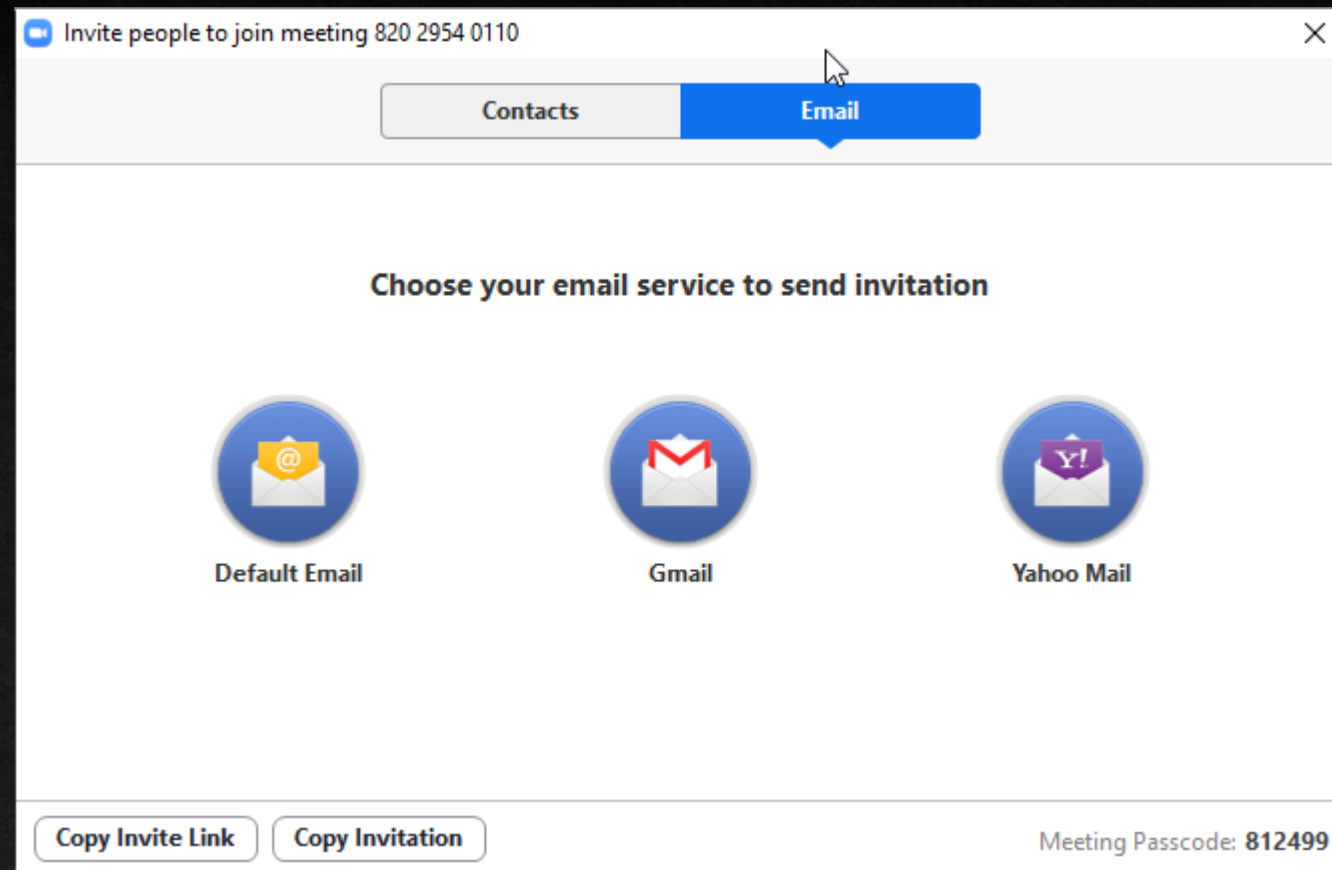 Invite people to join meeting 820 2954 0110
Contacts
Email
Choose your email service to send invitation
@
Y!
Default Email
Gmail
Yahoo Mail
Copy Invite Link
Copy Invitation
Meeting Passcode: 812499